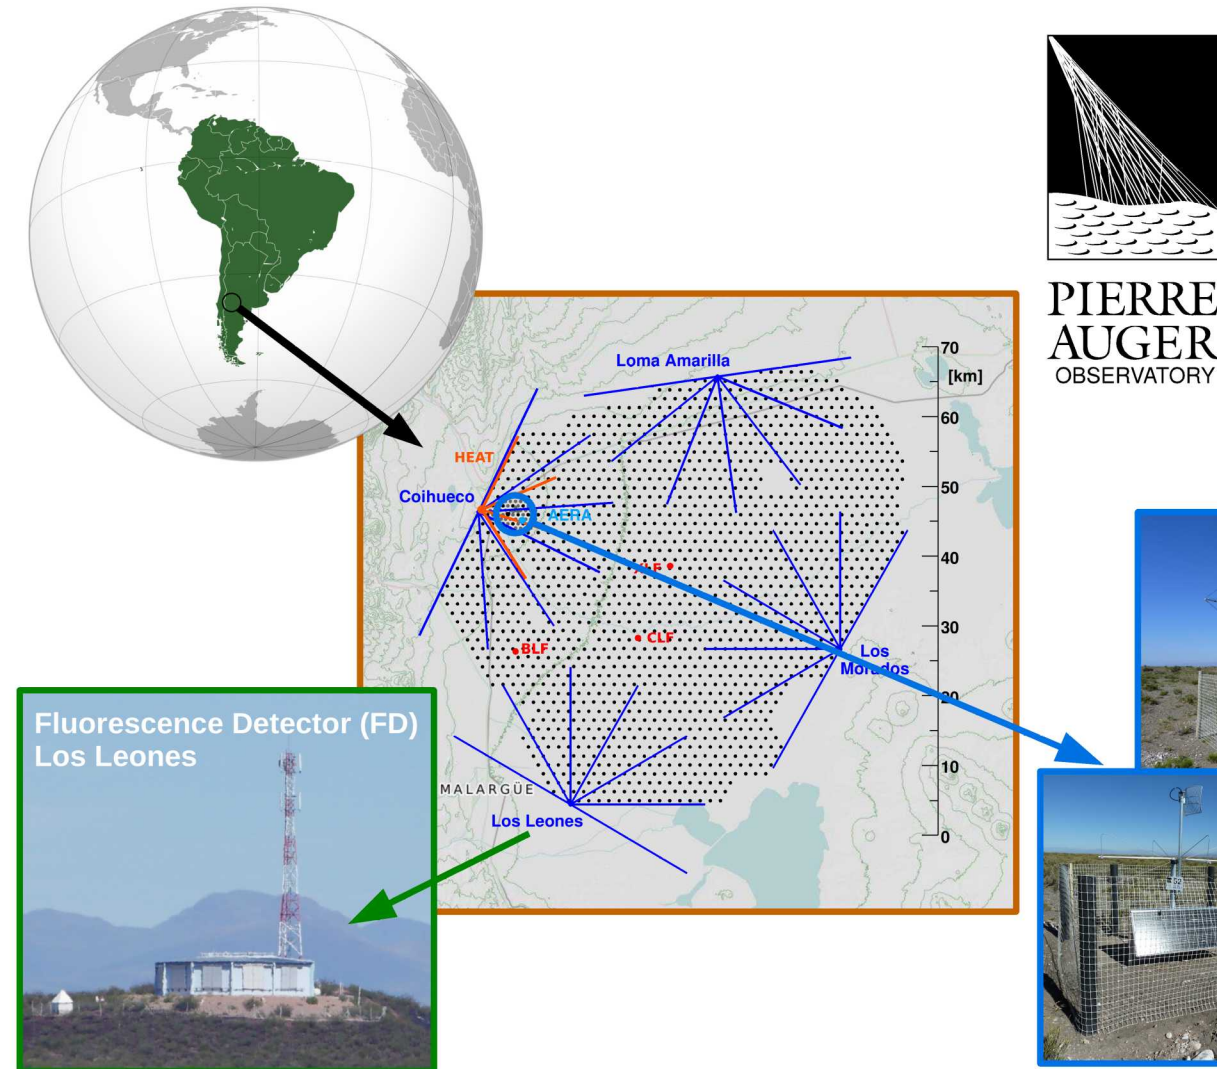 PIERRE
AUGER
OBSERVATORY
Loma Amarilla
70
[km]
60
HEAT
50
Coihueco
AERA
40
XLF
30
BLF
CLF
Los
Morados
20
10
0
MALARGÜE
Los Leones
Fluorescence Detector (FD)
Los Leones